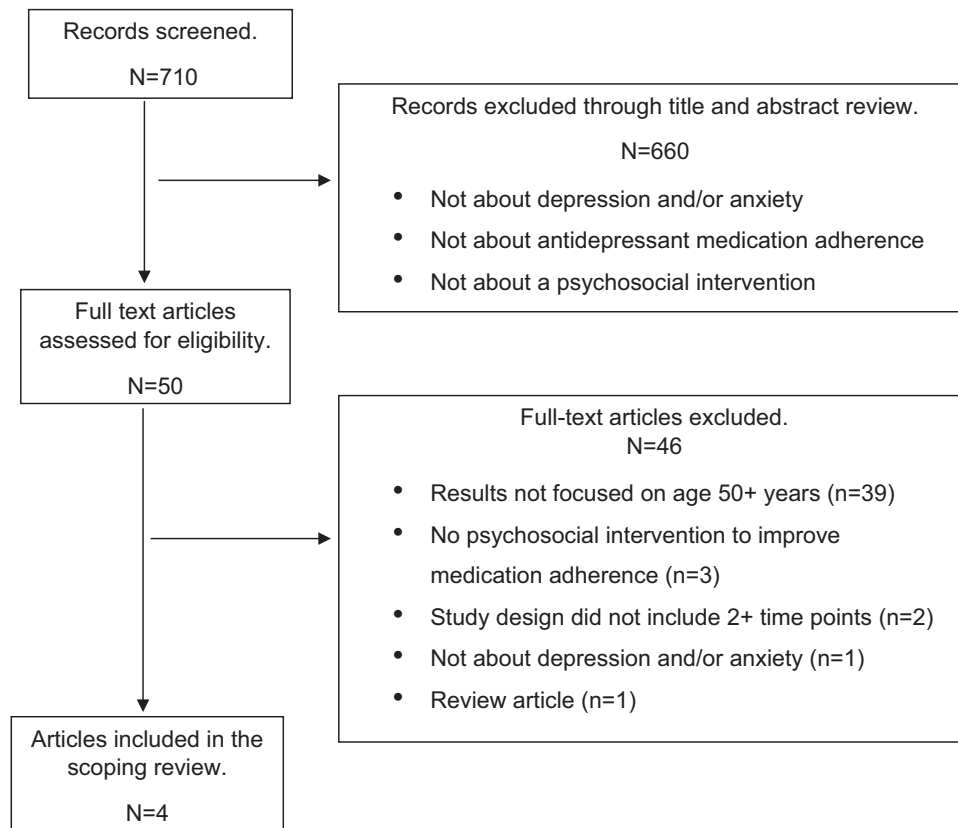 Records screened.
N=710
Records excluded through title and abstract review.
N=660
• Not about depression and/or anxiety
• Not about antidepressant medication adherence
• Not about a psychosocial intervention
Full text articles
assessed for eligibility.
N=50
Full-text articles excluded.
N=46
• Results not focused on age 50+ years (n=39)
• No psychosocial intervention to improve
medication adherence (n=3)
• Study design did not include 2+ time points (n=2)
• Not about depression and/or anxiety (n=1)
• Review article (n=1)
Articles included in the
scoping review.
N=4